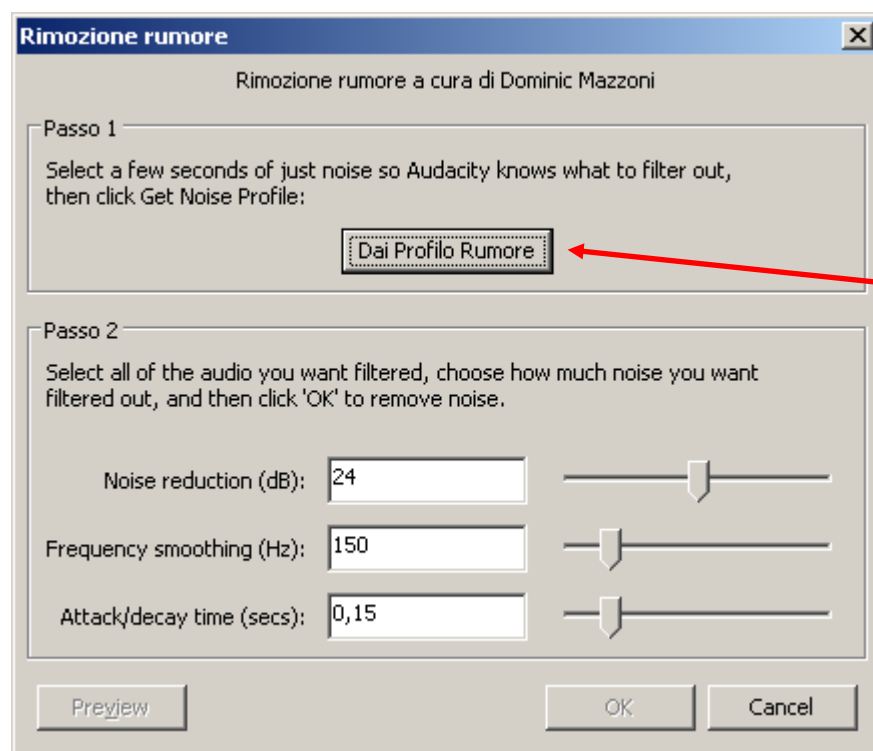 Rimozione rumore
Rimozione rumore a cura di Dominic Mazzoni
Passo 1
Select a few seconds of just noise so Audacity knows what to filter out,
then click Get Noise Profile:
Dai Profilo Rumore
Passo 2
Select all of the audio you want filtered, choose how much noise you want
filtered out, and then click 'OK' to remove noise.
Noise reduction (dB): 24
Frequency smoothing (Hz): 150
Attack/decay time (secs): 0,15
Preview OK Cancel